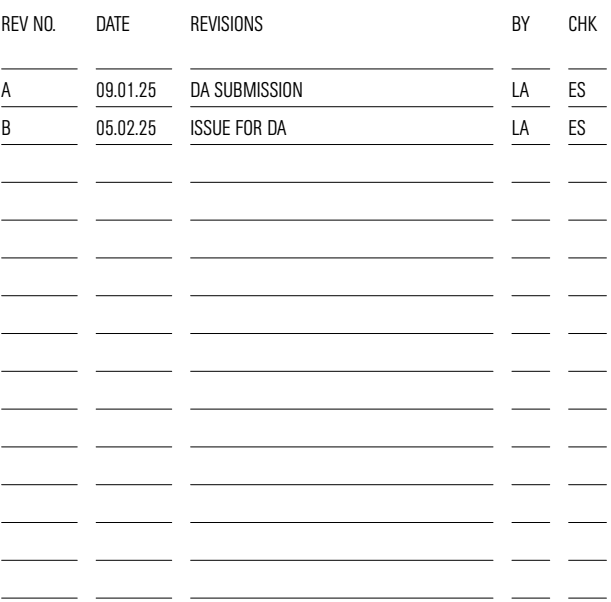 REV NO. DATE REVISIONS BY CHK
A 09.01.25 DA SUBMISSION LA ES
B 05.02.25 ISSUE FOR DA LA ES